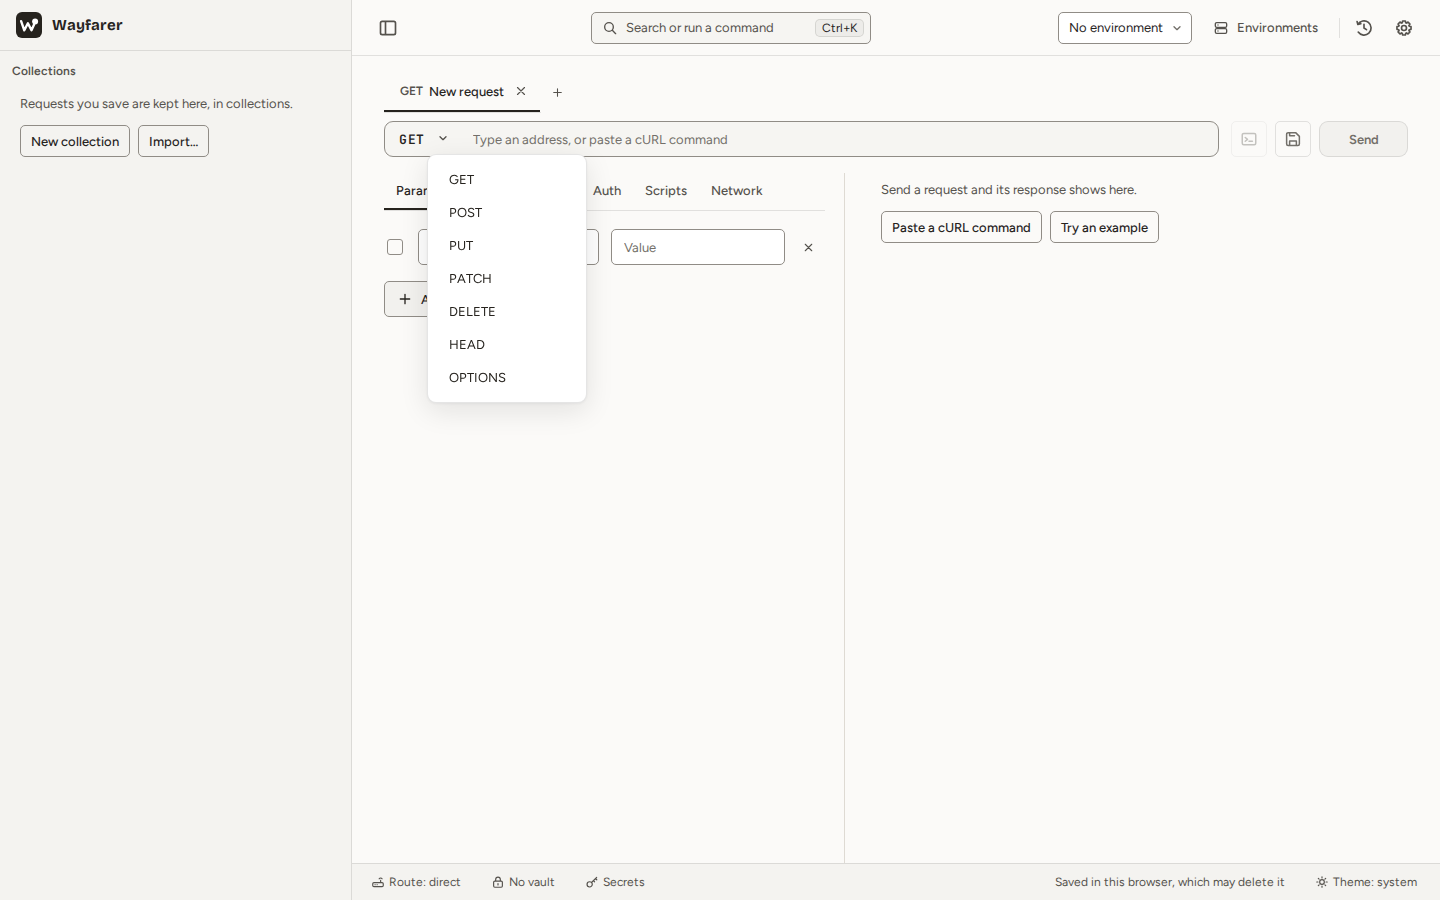 Wayfarer
Search or run a command
Ctrl+K
No environment
Environments
Collections
Requests you save are kept here, in collections.
New collection
Import...
GET New request
GET
Type an address, or paste a cURL command
Send
GET
POST
PUT
PATCH
DELETE
HEAD
OPTIONS
Auth
Scripts
Network
Value
Send a request and its response shows here.
Paste a cURL command
Try an example
Route: direct
No vault
Secrets
Saved in this browser, which may delete it
Theme: system